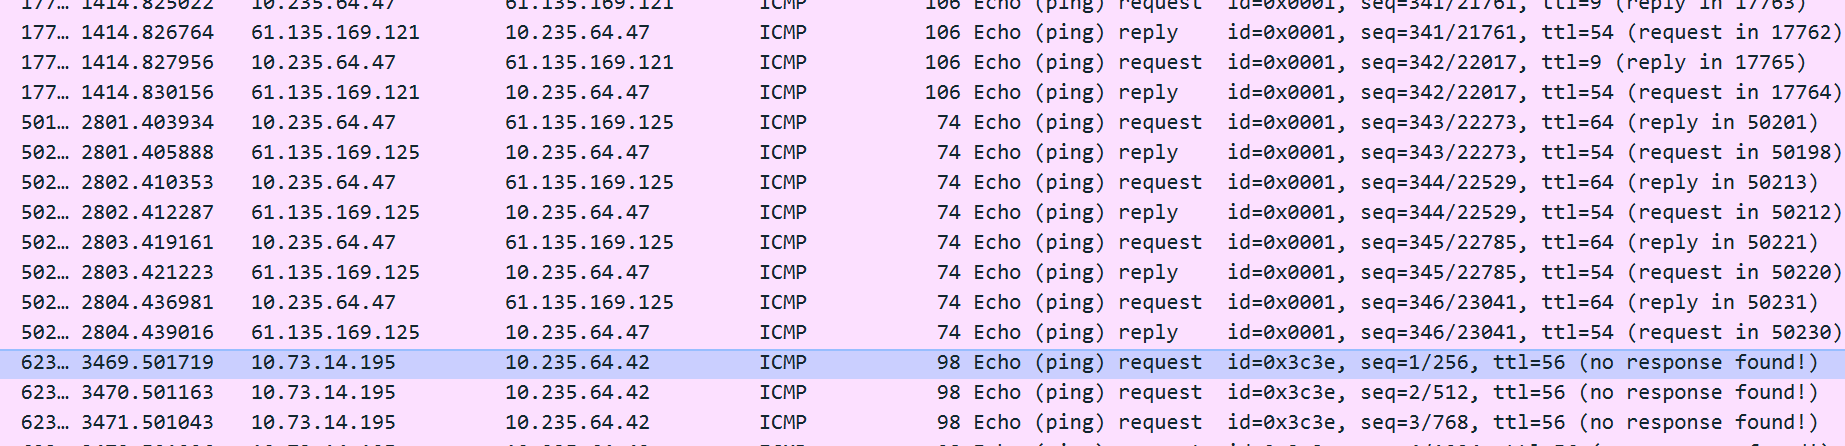 177… 1414.825022 10.235.64.47 61.135.169.121 ICMP 106 Echo (ping) request id=0x0001, seq=341/21761, ttl=9 (reply in 17763)
177… 1414.826764 61.135.169.121 10.235.64.47 ICMP 106 Echo (ping) reply id=0x0001, seq=341/21761, ttl=54 (request in 17762)
177… 1414.827956 10.235.64.47 61.135.169.121 ICMP 106 Echo (ping) request id=0x0001, seq=342/22017, ttl=9 (reply in 17765)
177… 1414.830156 61.135.169.121 10.235.64.47 ICMP 106 Echo (ping) reply id=0x0001, seq=342/22017, ttl=54 (request in 17764)
501… 2801.403934 10.235.64.47 61.135.169.125 ICMP 74 Echo (ping) request id=0x0001, seq=343/22273, ttl=64 (reply in 50201)
502… 2801.405888 61.135.169.125 10.235.64.47 ICMP 74 Echo (ping) reply id=0x0001, seq=343/22273, ttl=54 (request in 50198)
502… 2802.410353 10.235.64.47 61.135.169.125 ICMP 74 Echo (ping) request id=0x0001, seq=344/22529, ttl=64 (reply in 50213)
502… 2802.412287 61.135.169.125 10.235.64.47 ICMP 74 Echo (ping) reply id=0x0001, seq=344/22529, ttl=54 (request in 50212)
502… 2803.419161 10.235.64.47 61.135.169.125 ICMP 74 Echo (ping) request id=0x0001, seq=345/22785, ttl=64 (reply in 50221)
502… 2803.421223 61.135.169.125 10.235.64.47 ICMP 74 Echo (ping) reply id=0x0001, seq=345/22785, ttl=54 (request in 50220)
502… 2804.436981 10.235.64.47 61.135.169.125 ICMP 74 Echo (ping) request id=0x0001, seq=346/23041, ttl=64 (reply in 50231)
502… 2804.439016 61.135.169.125 10.235.64.47 ICMP 74 Echo (ping) reply id=0x0001, seq=346/23041, ttl=54 (request in 50230)
623… 3469.501719 10.73.14.195 10.235.64.42 ICMP 98 Echo (ping) request id=0x3c3e, seq=1/256, ttl=56 (no response found!)
623… 3470.501163 10.73.14.195 10.235.64.42 ICMP 98 Echo (ping) request id=0x3c3e, seq=2/512, ttl=56 (no response found!)
623… 3471.501043 10.73.14.195 10.235.64.42 ICMP 98 Echo (ping) request id=0x3c3e, seq=3/768, ttl=56 (no response found!)